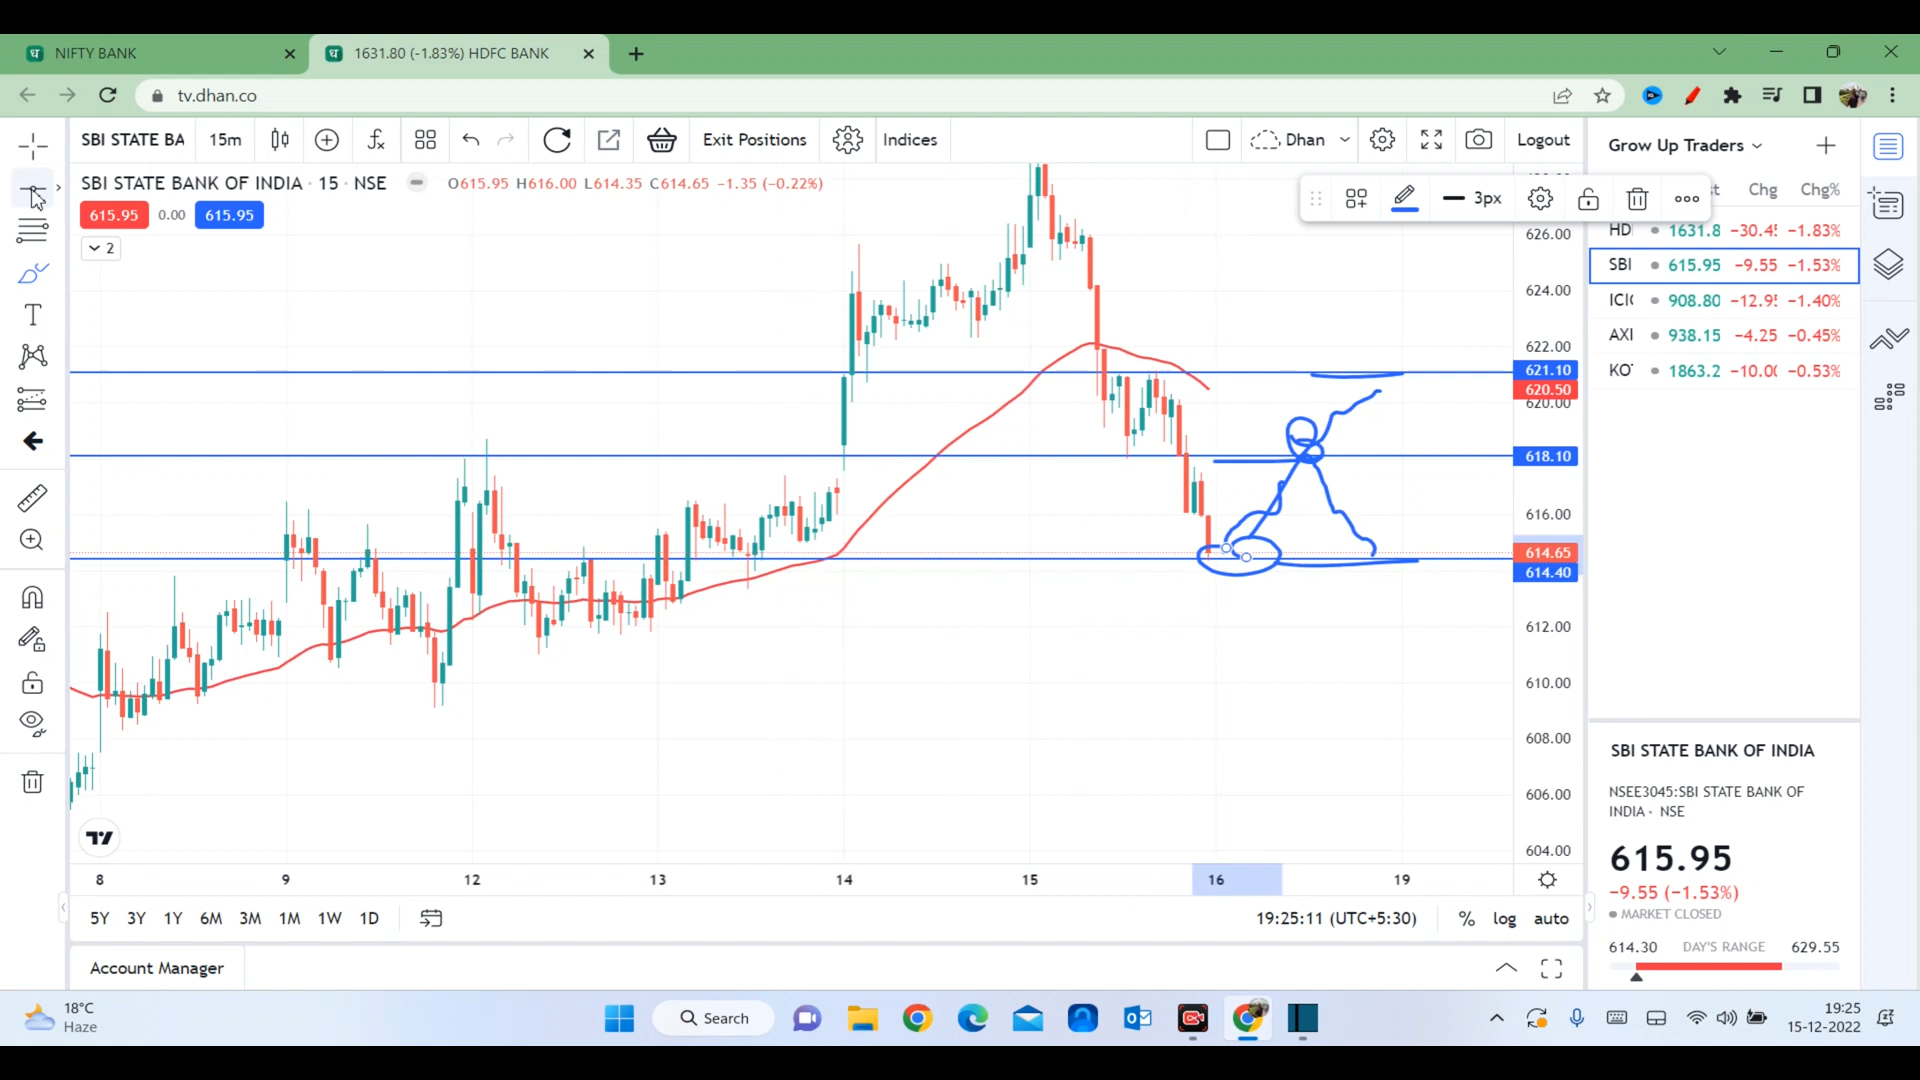 NIFTY BANK
1631.80 (-1.83%) HDFC BANK
tv.dhan.co
SBI STATE BA
15m
Exit Positions
Indices
Dhan
Logout
Grow Up Traders
SBI STATE BANK OF INDIA · 15 · NSE
O615.95 H616.00 L614.35 C614.65 −1.35 (−0.22%)
615.95 0.00 615.95
2
3px
Chg Chg%
HD 1631.8 −1.83%
SBI 615.95 −9.55 −1.53%
908.80 −1.40%
AXI 938.15 −4.25 −0.45%
1863.2 −0.53%
626.00
624.00
622.00
621.10
620.50
620.00
618.10
616.00
614.65
614.40
612.00
610.00
608.00
606.00
604.00
8 9 12 13 14 15 16 19
5Y 3Y 1Y 6M 3M 1M 1W 1D
19:25:11 (UTC+5:30)
% log auto
Account Manager
SBI STATE BANK OF INDIA
NSEE3045:SBI STATE BANK OF
INDIA · NSE
615.95
−9.55 (−1.53%)
MARKET CLOSED
614.30 DAY'S RANGE 629.55
18°C
Haze
Search
19:25
15-12-2022